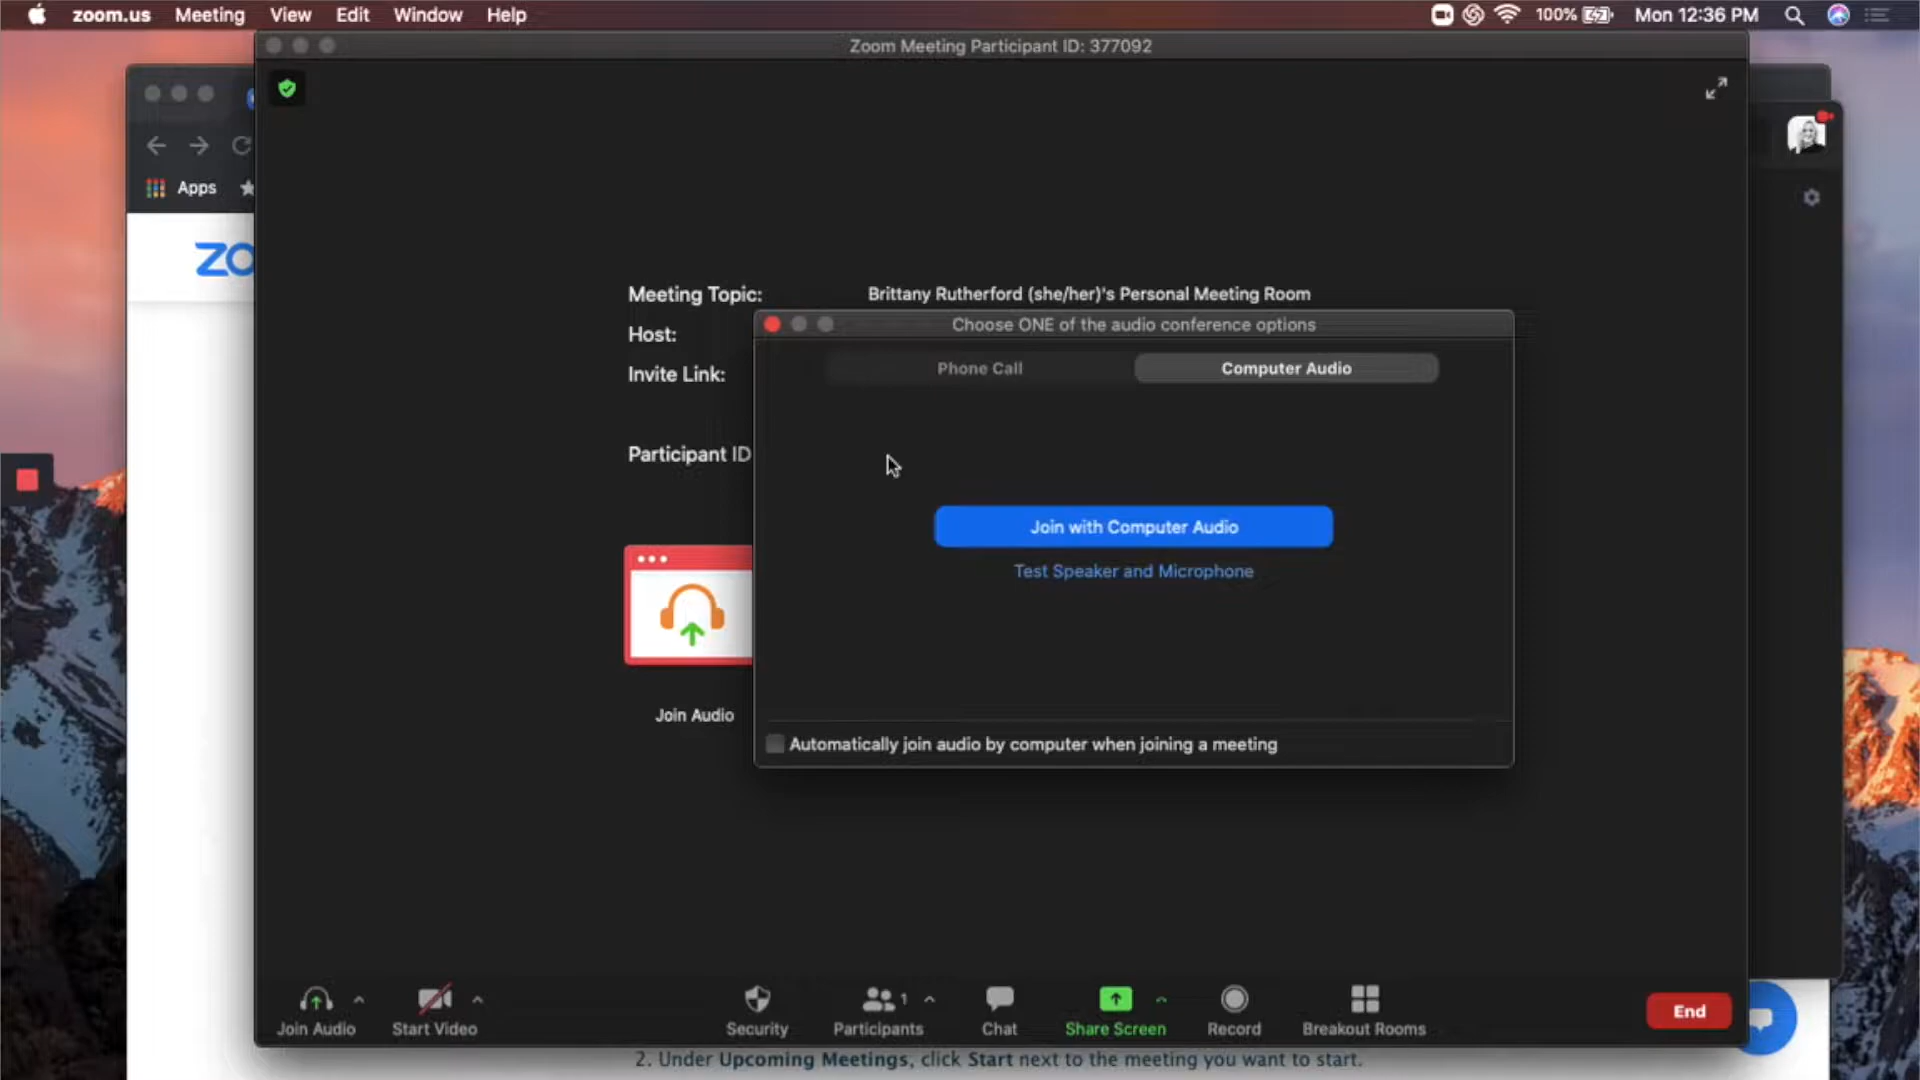 zoom.us Meeting View Edit Window Help 100% Mon 12:36 PM
Zoom Meeting Participant ID: 377092
Apps
ZO
Meeting Topic: Brittany Rutherford (she/her)'s Personal Meeting Room
Host:
Invite Link:
Participant ID
Choose ONE of the audio conference options
Phone Call Computer Audio
Join with Computer Audio
Test Speaker and Microphone
Automatically join audio by computer when joining a meeting
Join Audio
Join Audio Start Video Security Participants 1 Chat Share Screen Record Breakout Rooms End
2. Under Upcoming Meetings, click Start next to the meeting you want to start.